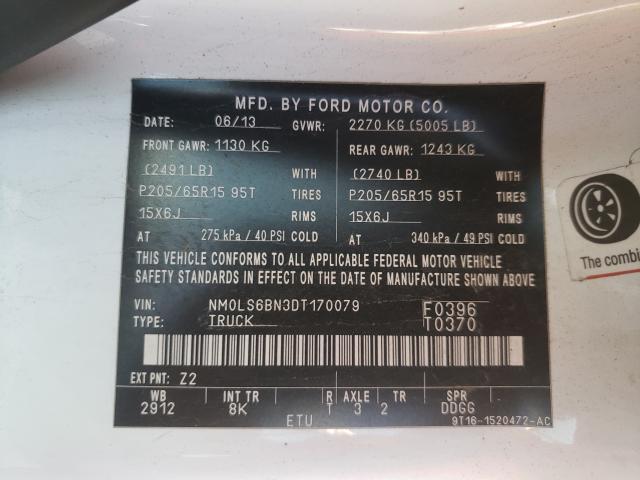 MFD. BY FORD MOTOR CO.
DATE: 06/13 GVWR: 2270 KG (5005 LB)
FRONT GAWR: 1130 KG REAR GAWR: 1243 KG
(2491 LB) WITH (2740 LB) WITH
P205/65R15 95T TIRES P205/65R15 95T TIRES
15X6J RIMS 15X6J RIMS
AT 275 kPa/ 40 PSI COLD AT 340 kPa/ 49 PSI COLD
THIS VEHICLE CONFORMS TO ALL APPLICABLE FEDERAL MOTOR VEHICLE
SAFETY STANDARDS IN EFFECT ON THE DATE OF MANUFACTURE SHOWN ABOVE
VIN: NM0LS6BN3DT170079 F0396
TYPE: TRUCK T0370
EXT PNT: Z2
WB INT TR R AXLE TR SPR
2912 8K T 3 2 DDGG
ETU 9T16-1520472-AC
The combi